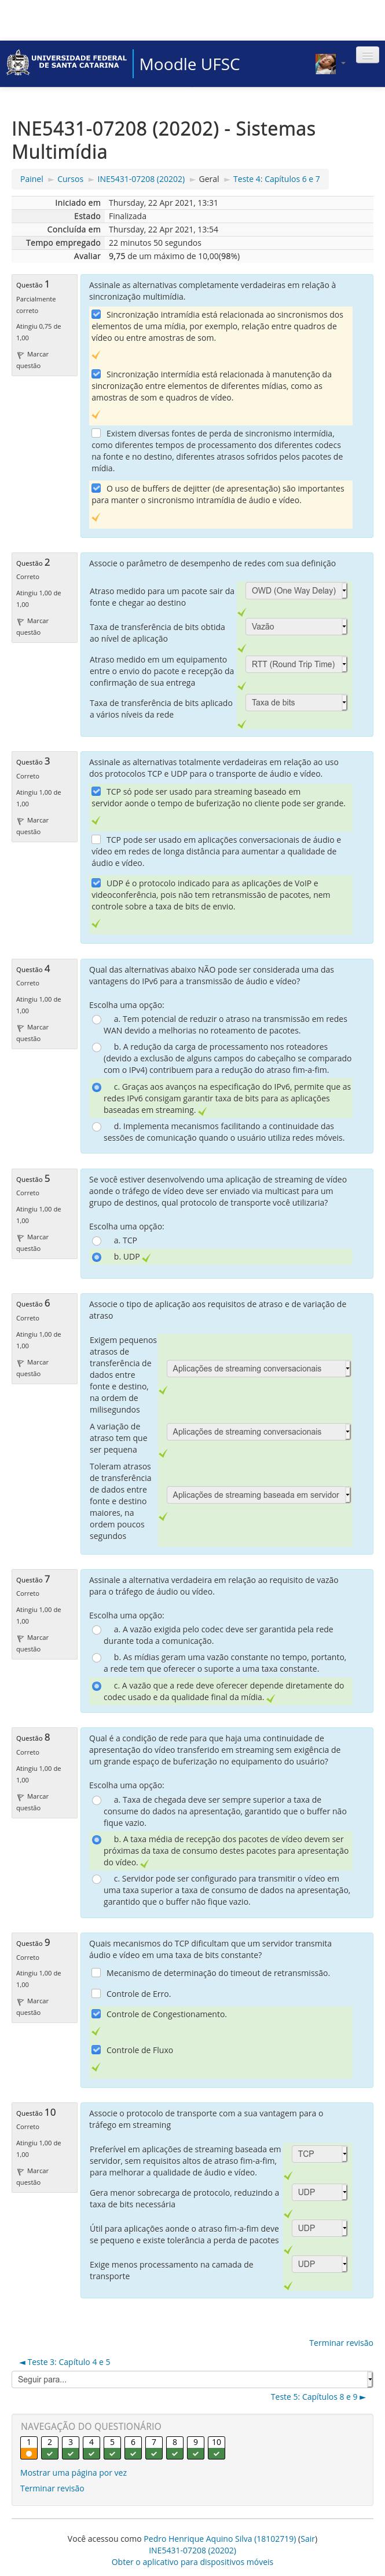 UNIVERSIDADE FEDERAL
DE SANTA CATARINA
Moodle UFSC
INE5431-07208 (20202) - Sistemas
Multimídia
Painel ► Cursos ► INE5431-07208 (20202) ► Geral ► Teste 4: Capítulos 6 e 7
Iniciado em Thursday, 22 Apr 2021, 13:31
Estado Finalizada
Concluída em Thursday, 22 Apr 2021, 13:54
Tempo empregado 22 minutos 50 segundos
Avaliar 9,75 de um máximo de 10,00(98%)
Questão 1
Parcialmente
correto
Atingiu 0,75 de
1,00
Marcar
questão
Assinale as alternativas completamente verdadeiras em relação à
sincronização multimídia.
Sincronização intramídia está relacionada ao sincronismos dos
elementos de uma mídia, por exemplo, relação entre quadros de
vídeo ou entre amostras de som.
Sincronização intermídia está relacionada à manutenção da
sincronização entre elementos de diferentes mídias, como as
amostras de som e quadros de vídeo.
Existem diversas fontes de perda de sincronismo intermídia,
como diferentes tempos de processamento dos diferentes codecs
na fonte e no destino, diferentes atrasos sofridos pelos pacotes de
mídia.
O uso de buffers de dejitter (de apresentação) são importantes
para manter o sincronismo intramídia de áudio e vídeo.
Questão 2
Correto
Atingiu 1,00 de
1,00
Marcar
questão
Associe o parâmetro de desempenho de redes com sua definição
Atraso medido para um pacote sair da
fonte e chegar ao destino
OWD (One Way Delay)
Taxa de transferência de bits obtida
ao nível de aplicação
Vazão
Atraso medido em um equipamento
entre o envio do pacote e recepção da
confirmação de sua entrega
RTT (Round Trip Time)
Taxa de transferência de bits aplicado
a vários níveis da rede
Taxa de bits
Questão 3
Correto
Atingiu 1,00 de
1,00
Marcar
questão
Assinale as alternativas totalmente verdadeiras em relação ao uso
dos protocolos TCP e UDP para o transporte de áudio e vídeo.
TCP só pode ser usado para streaming baseado em
servidor aonde o tempo de buferização no cliente pode ser grande.
TCP pode ser usado em aplicações conversacionais de áudio e
vídeo em redes de longa distância para aumentar a qualidade de
áudio e vídeo.
UDP é o protocolo indicado para as aplicações de VoIP e
videoconferência, pois não tem retransmissão de pacotes, nem
controle sobre a taxa de bits de envio.
Questão 4
Correto
Atingiu 1,00 de
1,00
Marcar
questão
Qual das alternativas abaixo NÃO pode ser considerada uma das
vantagens do IPv6 para a transmissão de áudio e vídeo?
Escolha uma opção:
a. Tem potencial de reduzir o atraso na transmissão em redes
WAN devido a melhorias no roteamento de pacotes.
b. A redução da carga de processamento nos roteadores
(devido a exclusão de alguns campos do cabeçalho se comparado
com o IPv4) contribuem para a redução do atraso fim-a-fim.
c. Graças aos avanços na especificação do IPv6, permite que as
redes IPv6 consigam garantir taxa de bits para as aplicações
baseadas em streaming.
d. Implementa mecanismos facilitando a continuidade das
sessões de comunicação quando o usuário utiliza redes móveis.
Questão 5
Correto
Atingiu 1,00 de
1,00
Marcar
questão
Se você estiver desenvolvendo uma aplicação de streaming de vídeo
aonde o tráfego de vídeo deve ser enviado via multicast para um
grupo de destinos, qual protocolo de transporte você utilizaria?
Escolha uma opção:
a. TCP
b. UDP
Questão 6
Correto
Atingiu 1,00 de
1,00
Marcar
questão
Associe o tipo de aplicação aos requisitos de atraso e de variação de
atraso
Exigem pequenos
atrasos de
transferência de
dados entre
fonte e destino,
na ordem de
milisegundos
Aplicações de streaming conversacionais
A variação de
atraso tem que
ser pequena
Aplicações de streaming conversacionais
Toleram atrasos
de transferência
de dados entre
fonte e destino
maiores, na
ordem poucos
segundos
Aplicações de streaming baseada em servidor
Questão 7
Correto
Atingiu 1,00 de
1,00
Marcar
questão
Assinale a alternativa verdadeira em relação ao requisito de vazão
para o tráfego de áudio ou vídeo.
Escolha uma opção:
a. A vazão exigida pelo codec deve ser garantida pela rede
durante toda a comunicação.
b. As mídias geram uma vazão constante no tempo, portanto,
a rede tem que oferecer o suporte a uma taxa constante.
c. A vazão que a rede deve oferecer depende diretamente do
codec usado e da qualidade final da mídia.
Questão 8
Correto
Atingiu 1,00 de
1,00
Marcar
questão
Qual é a condição de rede para que haja uma continuidade de
apresentação do vídeo transferido em streaming sem exigência de
um grande espaço de buferização no equipamento do usuário?
Escolha uma opção:
a. Taxa de chegada deve ser sempre superior a taxa de
consume do dados na apresentação, garantido que o buffer não
fique vazio.
b. A taxa média de recepção dos pacotes de vídeo devem ser
próximas da taxa de consumo destes pacotes para apresentação
do vídeo.
c. Servidor pode ser configurado para transmitir o vídeo em
uma taxa superior a taxa de consumo de dados na apresentação,
garantido que o buffer não fique vazio.
Questão 9
Correto
Atingiu 1,00 de
1,00
Marcar
questão
Quais mecanismos do TCP dificultam que um servidor transmita
áudio e vídeo em uma taxa de bits constante?
Mecanismo de determinação do timeout de retransmissão.
Controle de Erro.
Controle de Congestionamento.
Controle de Fluxo
Questão 10
Correto
Atingiu 1,00 de
1,00
Marcar
questão
Associe o protocolo de transporte com a sua vantagem para o
tráfego em streaming
Preferível em aplicações de streaming baseada em
servidor, sem requisitos altos de atraso fim-a-fim,
para melhorar a qualidade de áudio e vídeo.
TCP
Gera menor sobrecarga de protocolo, reduzindo a
taxa de bits necessária
UDP
Útil para aplicações aonde o atraso fim-a-fim deve
se pequeno e existe tolerância a perda de pacotes
UDP
Exige menos processamento na camada de
transporte
UDP
Terminar revisão
◄ Teste 3: Capítulo 4 e 5
Seguir para...
Teste 5: Capítulos 8 e 9 ►
NAVEGAÇÃO DO QUESTIONÁRIO
1 2 3 4 5 6 7 8 9 10
Mostrar uma página por vez
Terminar revisão
Você acessou como Pedro Henrique Aquino Silva (18102719) (Sair)
INE5431-07208 (20202)
Obter o aplicativo para dispositivos móveis